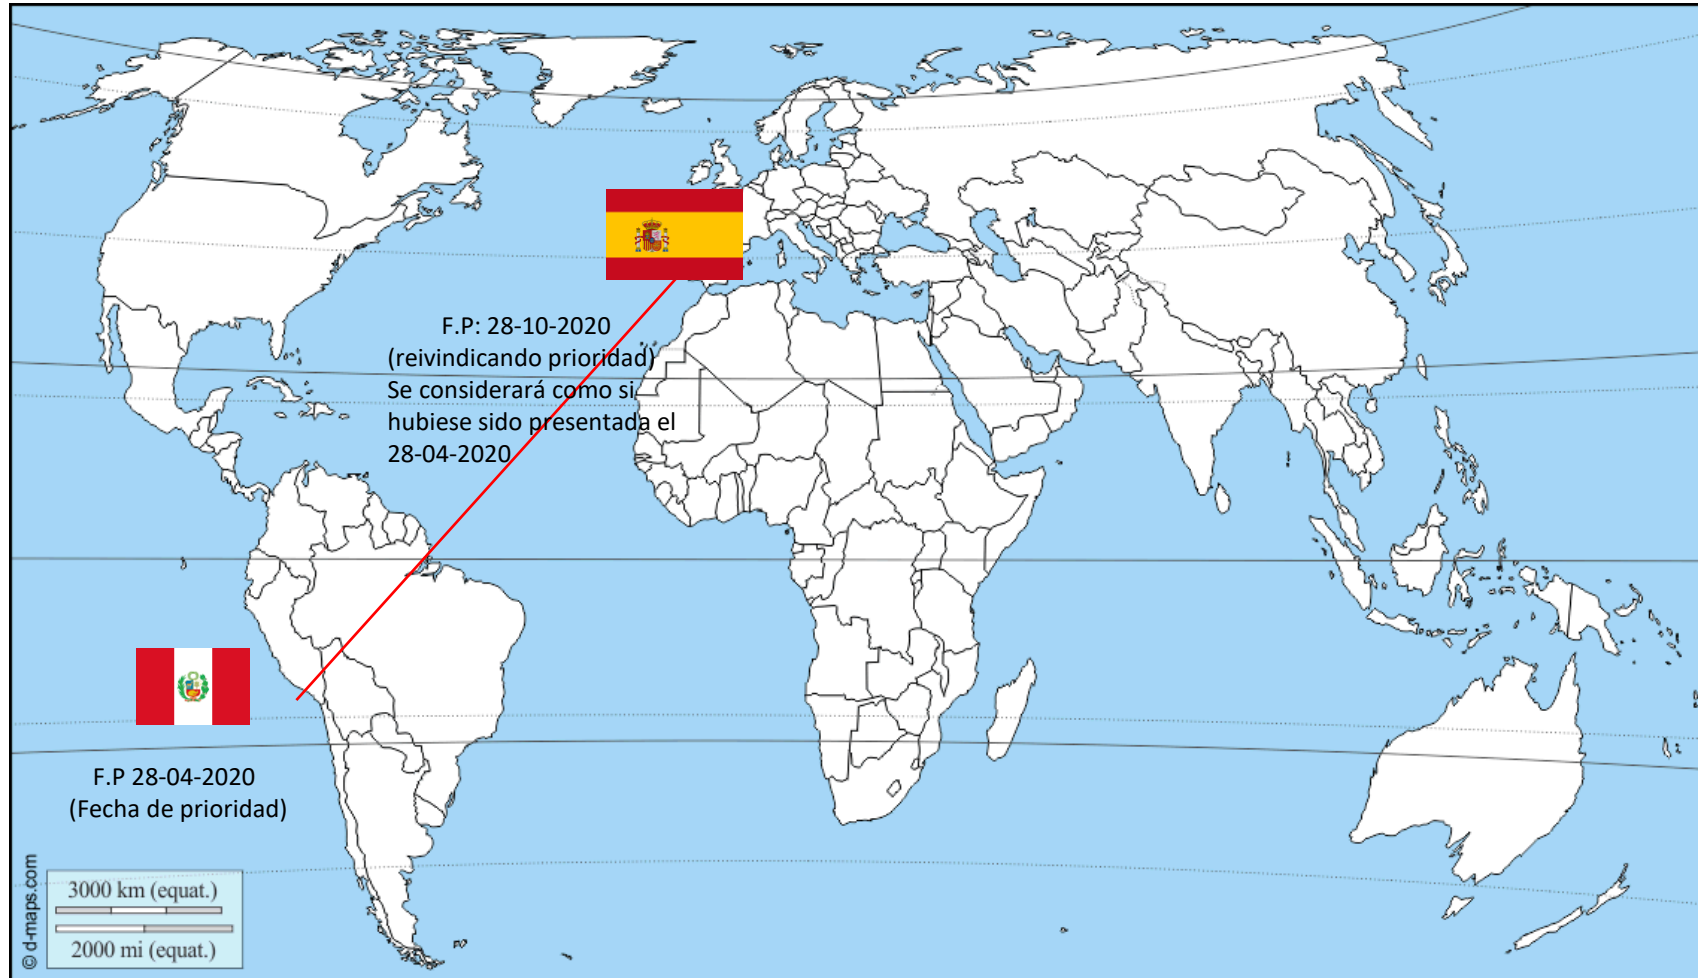 F.P: 28-10-2020
(reivindicando prioridad)
Se considerará como si
hubiese sido presentada el
28-04-2020
F.P 28-04-2020
(Fecha de prioridad)
3000 km (equat.)
2000 mi (equat.)
© d-maps.com